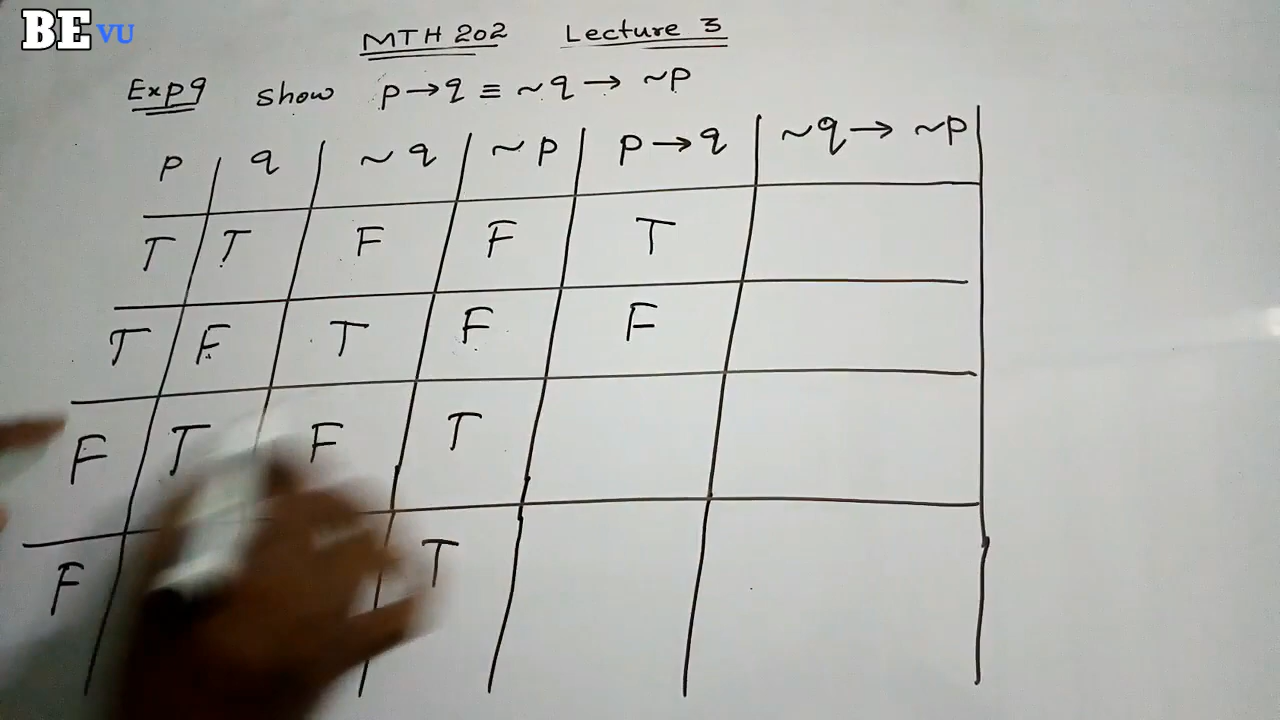 BE VU
MTH 202 Lecture 3
Exp9 show p→q ≡ ~q → ~p
p q ~q ~p p→q ~q → ~p
T T F F T
T F T F F
F T F T
F T